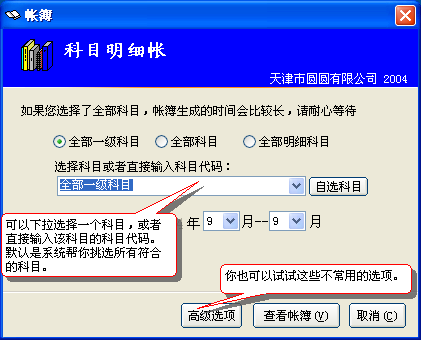 帐簿
科目明细帐
天津市圆圆有限公司 2004
如果您选择了全部科目，帐簿生成的时间会比较长，请耐心等待
全部一级科目 全部科目 全部明细科目
选择科目或者直接输入科目代码：
全部一级科目 自选科目
年 9 月--9 月
可以下拉选择一个科目，或者
直接输入该科目的科目代码。
默认是系统帮你挑选所有符合
的科目。
你也可以试试这些不常用的选项。
高级选项 查看帐簿(Y) 取消(C)